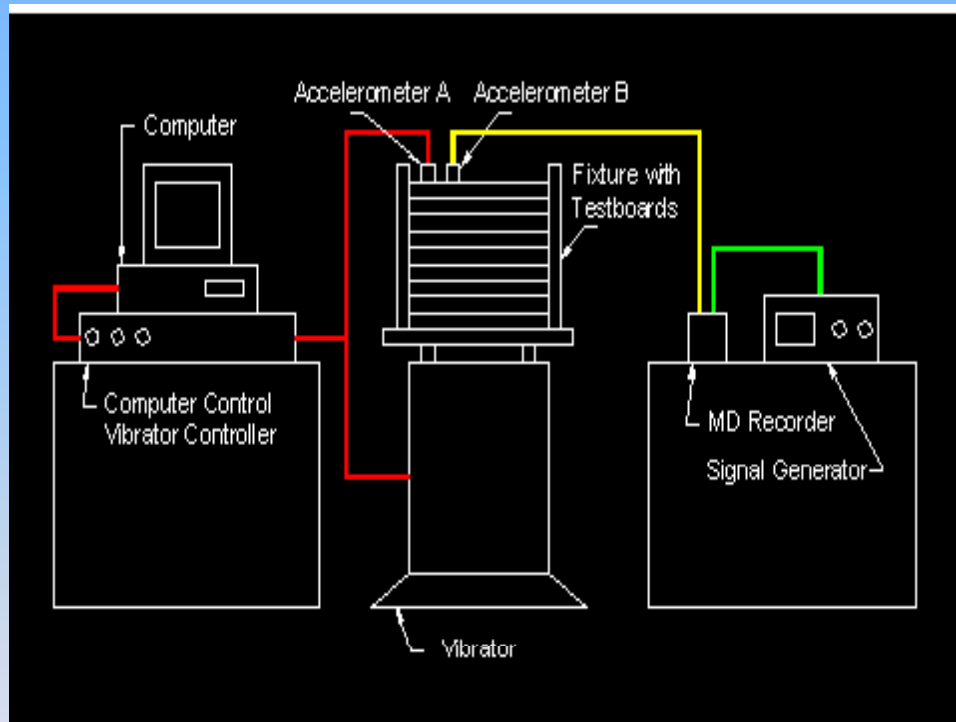 Accelerometer A
Accelerometer B
Computer
Fixture with
Testboards
Computer Control
Vibrator Controller
MD Recorder
Signal Generator
Vibrator